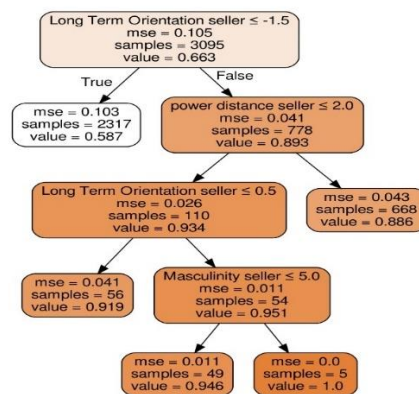 Long Term Orientation seller ≤ -1.5
mse = 0.105
samples = 3095
value = 0.663
True
False
mse = 0.103
samples = 2317
value = 0.587
power distance seller ≤ 2.0
mse = 0.041
samples = 778
value = 0.893
Long Term Orientation seller ≤ 0.5
mse = 0.026
samples = 110
value = 0.934
mse = 0.043
samples = 668
value = 0.886
mse = 0.041
samples = 56
value = 0.919
Masculinity seller ≤ 5.0
mse = 0.011
samples = 54
value = 0.951
mse = 0.011
samples = 49
value = 0.946
mse = 0.0
samples = 5
value = 1.0